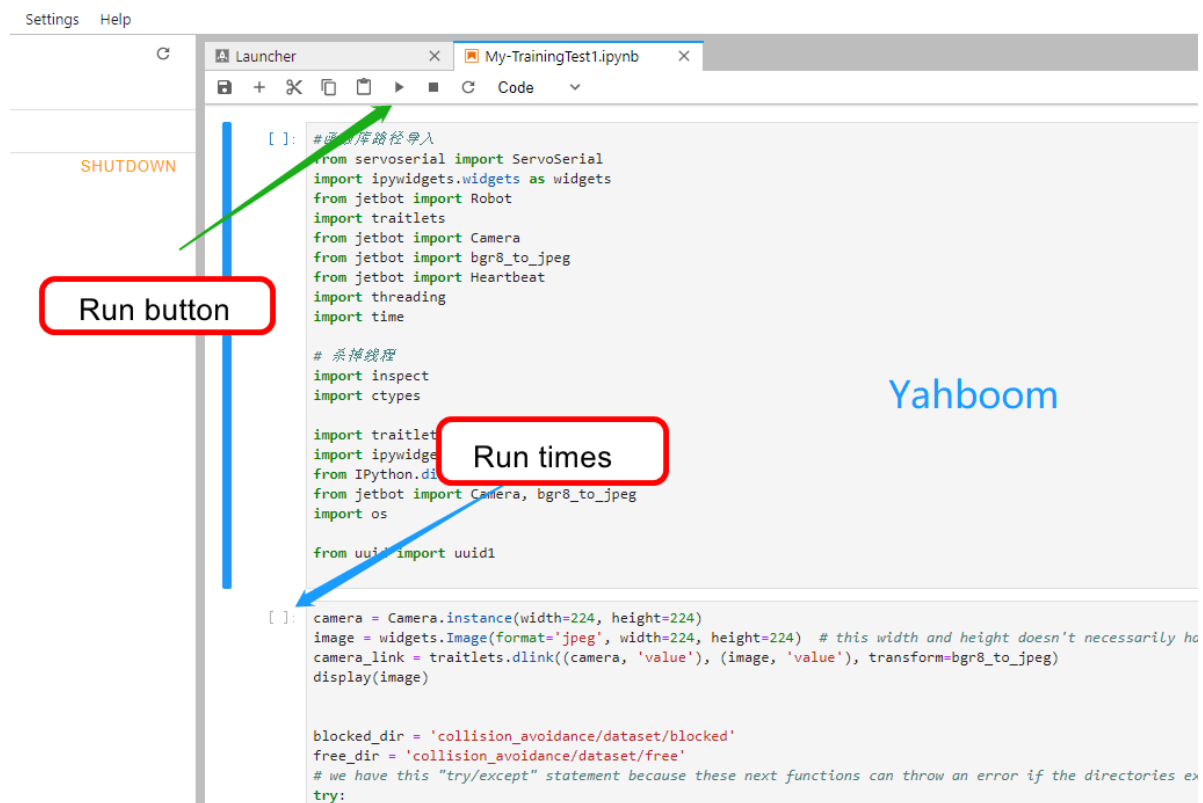 Settings Help
Launcher
My-TrainingTest1.ipynb
Code
SHUTDOWN
Run button
[ ]: #函数库路径导入
from servoserial import ServoSerial
import ipywidgets.widgets as widgets
from jetbot import Robot
import traitlets
from jetbot import Camera
from jetbot import bgr8_to_jpeg
from jetbot import Heartbeat
import threading
import time
# 杀掉线程
import inspect
import ctypes
Yahboom
import traitlet
import ipywidge
from IPython.di
Run times
from jetbot import Camera, bgr8_to_jpeg
import os
from uuid import uuid1
[ ]: camera = Camera.instance(width=224, height=224)
image = widgets.Image(format='jpeg', width=224, height=224) # this width and height doesn't necessarily ha
camera_link = traitlets.dlink((camera, 'value'), (image, 'value'), transform=bgr8_to_jpeg)
display(image)
blocked_dir = 'collision_avoidance/dataset/blocked'
free_dir = 'collision_avoidance/dataset/free'
# we have this "try/except" statement because these next functions can throw an error if the directories ex
try: